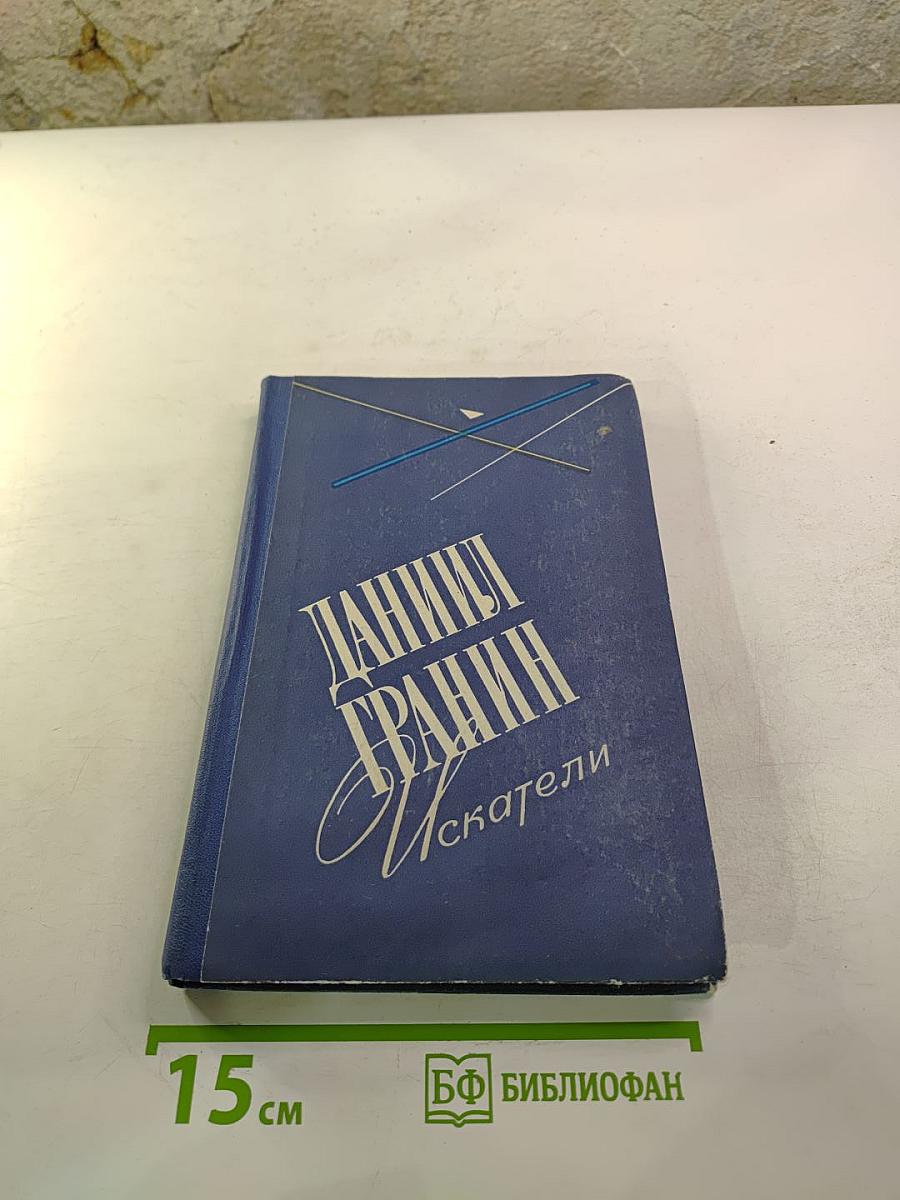 ДАНИИЛ
ГРАНИН
Искатели
15 см
БФ БИБЛИОФАН